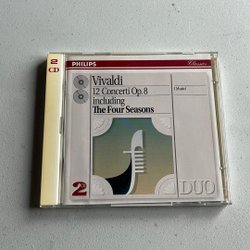 2
CD
PHILIPS
Classics
Vivaldi
12 Concerti Op.8
including
The Four Seasons
I Musici
2
DUO